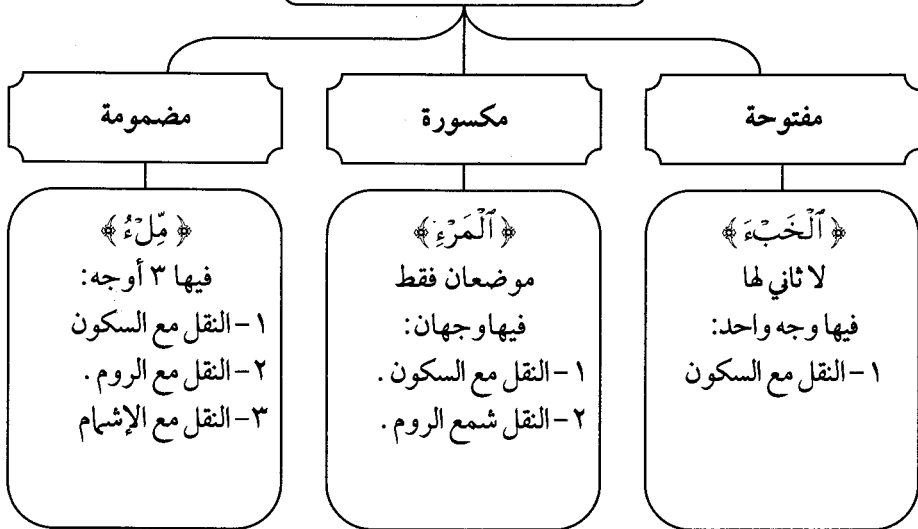 مفتوحة
﴿ ٱلْخَبْءَ ﴾
لا ثاني لها
فيها وجه واحد:
١- النقل مع السكون
مكسورة
﴿ ٱلْمَرْءِ ﴾
موضعان فقط
فيها وجهان:
١- النقل مع السكون .
٢- النقل شمع الروم .
مضمومة
﴿ مِّلْءُ ﴾
فيها ٣ أوجه:
١- النقل مع السكون
٢- النقل مع الروم .
٣- النقل مع الإشمام